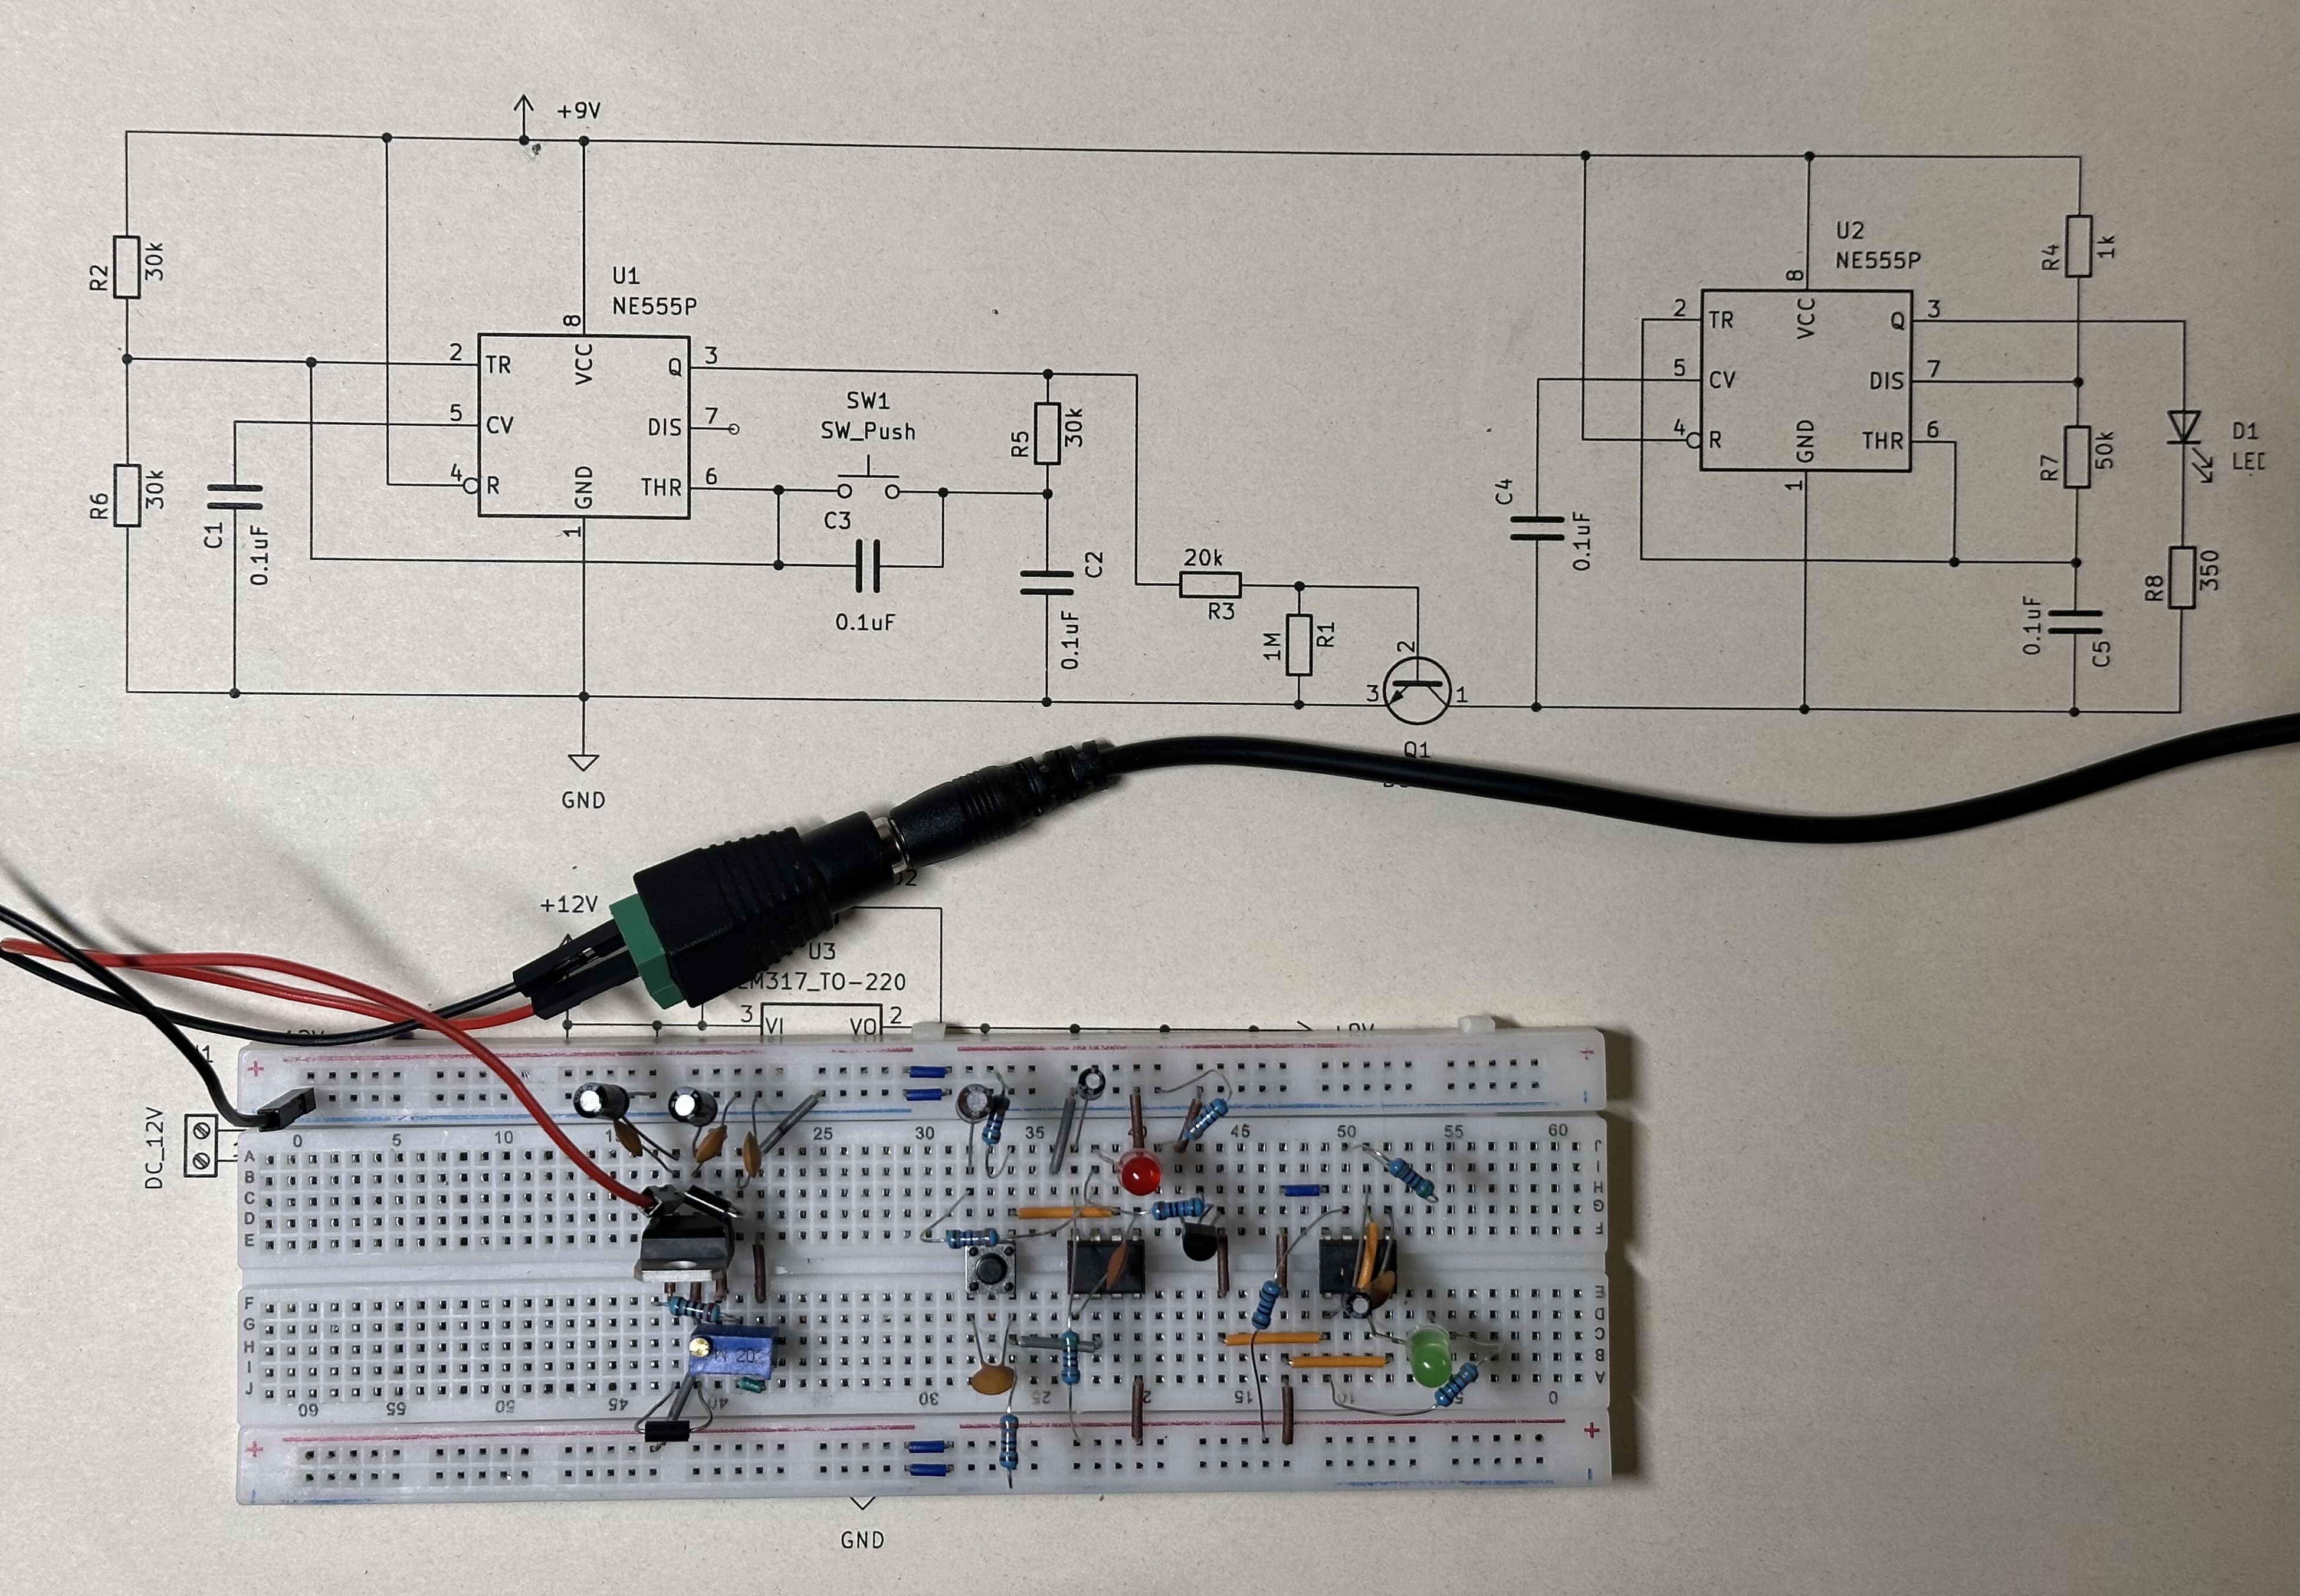 +9V
R2
30k
R6
30k
C1
0.1uF
U1
NE555P
8
VCC
2
TR
5
CV
4
R
Q
3
DIS
7
THR
6
GND
1
SW1
SW_Push
C3
0.1uF
R5
30k
C2
0.1uF
20k
R3
1M
R1
2
3
1
Q1
GND
C4
0.1uF
U2
NE555P
8
VCC
2
TR
5
CV
4
R
Q
3
DIS
7
THR
6
GND
1
R4
1k
R7
50k
0.1uF
C5
D1
R8
350
+12V
U3
LM317_TO-220
3
VI
VO
2
DC_12V
+
+
0 5 10 25 30 35 45 50 55 60
A
B
C
D
E
J
I
H
G
F
F
G
H
I
J
E
D
C
B
A
60 55 50 45 40 30 25 15 10 5 0
+
+
GND